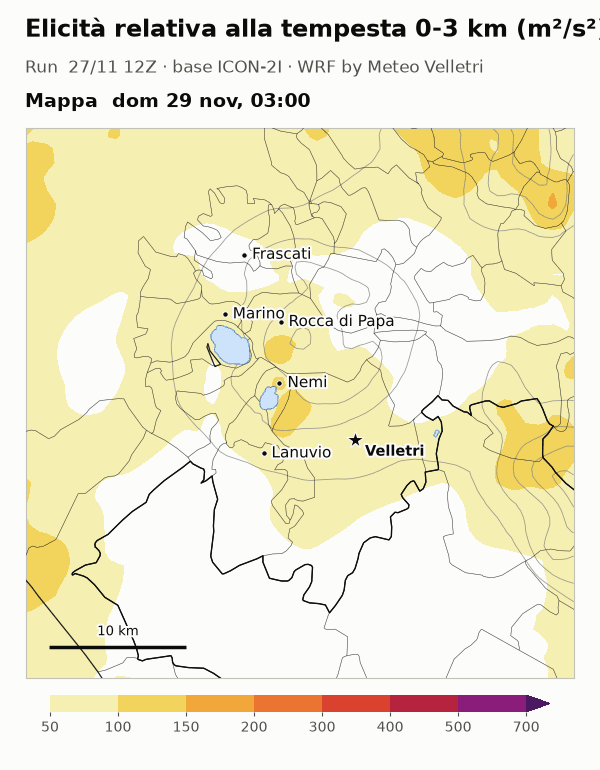 Elicità relativa alla tempesta 0-3 km (m²/s²)
Run 27/11 12Z · base ICON-2I · WRF by Meteo Velletri
Mappa dom 29 nov, 03:00
Frascati
Marino
Rocca di Papa
Nemi
Velletri
Lanuvio
10 km
50 100 150 200 300 400 500 700